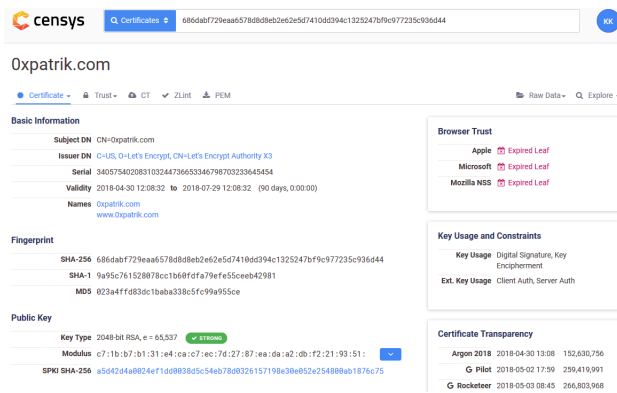 censys
Certificates
686dabf729eaa6578d8d8eb2e62e5d7410dd394c1325247bf9c977235c936d44
KK
0xpatrik.com
Certificate
Trust
CT
ZLint
PEM
Raw Data
Explore
Basic Information
Subject DN CN=0xpatrik.com
Issuer DN C=US, O=Let's Encrypt, CN=Let's Encrypt Authority X3
Serial 340575402083103244736653346798703233645454
Validity 2018-04-30 12:08:32 to 2018-07-29 12:08:32 (90 days, 0:00:00)
Names 0xpatrik.com
www.0xpatrik.com
Fingerprint
SHA-256 686dabf729eaa6578d8d8eb2e62e5d7410dd394c1325247bf9c977235c936d44
SHA-1 9a95c761528078cc1b60fdfa79efe55ceeb42981
MD5 023a4ffd83dc1baba338c5fc99a955ce
Public Key
Key Type 2048-bit RSA, e = 65,537 STRONG
Modulus c7:1b:b7:b1:31:e4:ca:c7:ec:7d:27:87:ea:da:a2:db:f2:21:93:51:
SPKI SHA-256 a5d42d4a0024ef1dd0038d5c54eb78d0326157198e30e052e254800ab1876c75
Browser Trust
Apple Expired Leaf
Microsoft Expired Leaf
Mozilla NSS Expired Leaf
Key Usage and Constraints
Key Usage Digital Signature, Key
Encipherment
Ext. Key Usage Client Auth, Server Auth
Certificate Transparency
Argon 2018 2018-04-30 13:08 152,630,756
G Pilot 2018-05-02 17:59 259,419,991
G Rocketeer 2018-05-03 08:45 266,803,968